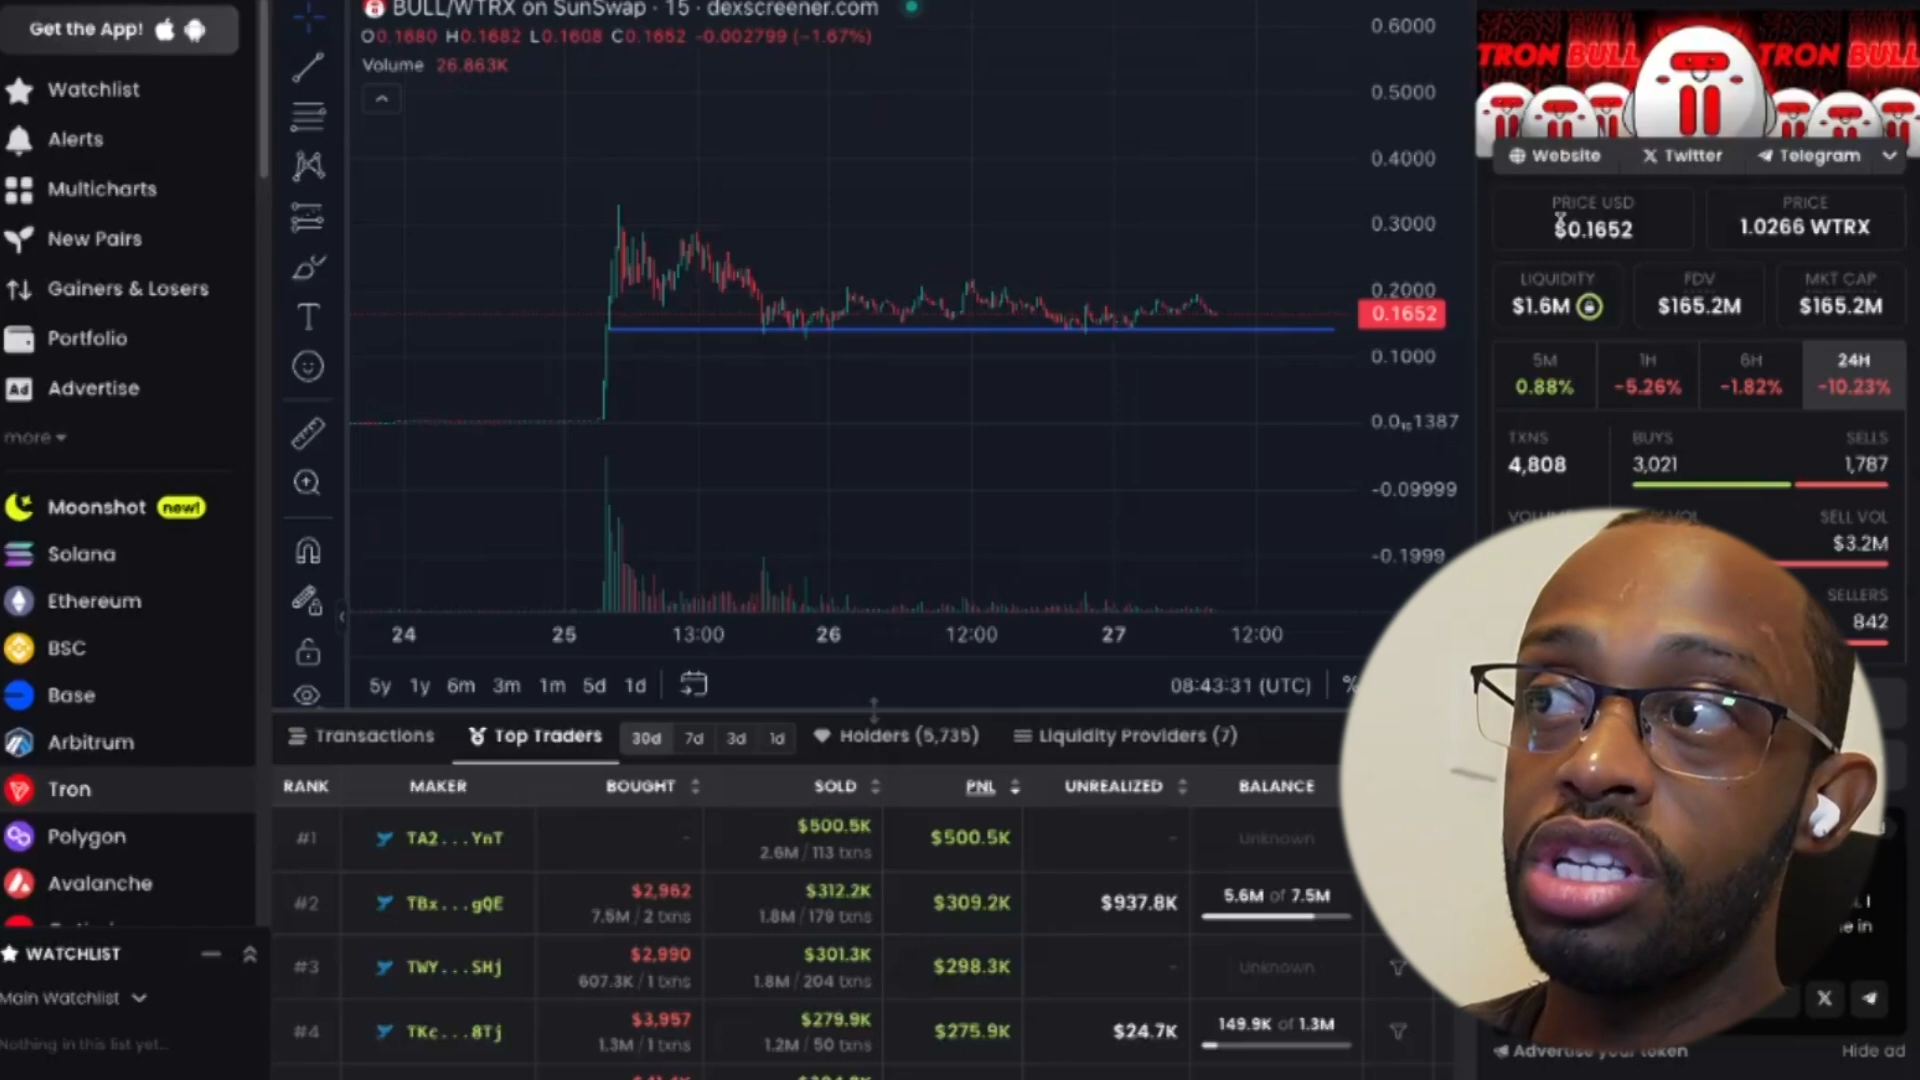 Get the App!
Watchlist
Alerts
Multicharts
New Pairs
Gainers & Losers
Portfolio
Ad Advertise
more
Moonshot new!
Solana
Ethereum
BSC
Base
Arbitrum
Tron
Polygon
Avalanche
WATCHLIST
Main Watchlist
Nothing in this list yet...
BULL/WTRX on SunSwap · 15 · dexscreener.com
O0.1680 H0.1682 L0.1608 C0.1652 -0.002799 (-1.67%)
Volume 26.863K
0.6000
0.5000
0.4000
0.3000
0.2000
0.1652
0.1000
-0.09999
-0.1999
24 25 13:00 26 12:00 27 12:00
5y 1y 6m 3m 1m 5d 1d
08:43:31 (UTC) %
Transactions Top Traders 30d 7d 3d 1d Holders (5,735) Liquidity Providers (7)
RANK MAKER BOUGHT SOLD PNL UNREALIZED BALANCE
#1 TA2...YnT - $500.5K $500.5K - Unknown
2.6M / 113 txns
#2 TBx...gQE $2,962 $312.2K $309.2K $937.8K 5.6M of 7.5M
7.5M / 2 txns 1.8M / 179 txns
#3 TWY...SHj $2,990 $301.3K $298.3K - Unknown
607.3K / 1 txns 1.8M / 204 txns
#4 TKc...8Tj $3,957 $279.9K $275.9K $24.7K 149.9K of 1.3M
1.3M / 1 txns 1.2M / 50 txns
TRON BULL TRON BULL
Website Twitter Telegram
PRICE USD PRICE
$0.1652 1.0266 WTRX
LIQUIDITY FDV MKT CAP
$1.6M $165.2M $165.2M
5M 1H 6H 24H
0.88% -5.26% -1.82% -10.23%
TXNS BUYS SELLS
4,808 3,021 1,787
SELL VOL
$3.2M
SELLERS
842
Advertise your token Hide ad